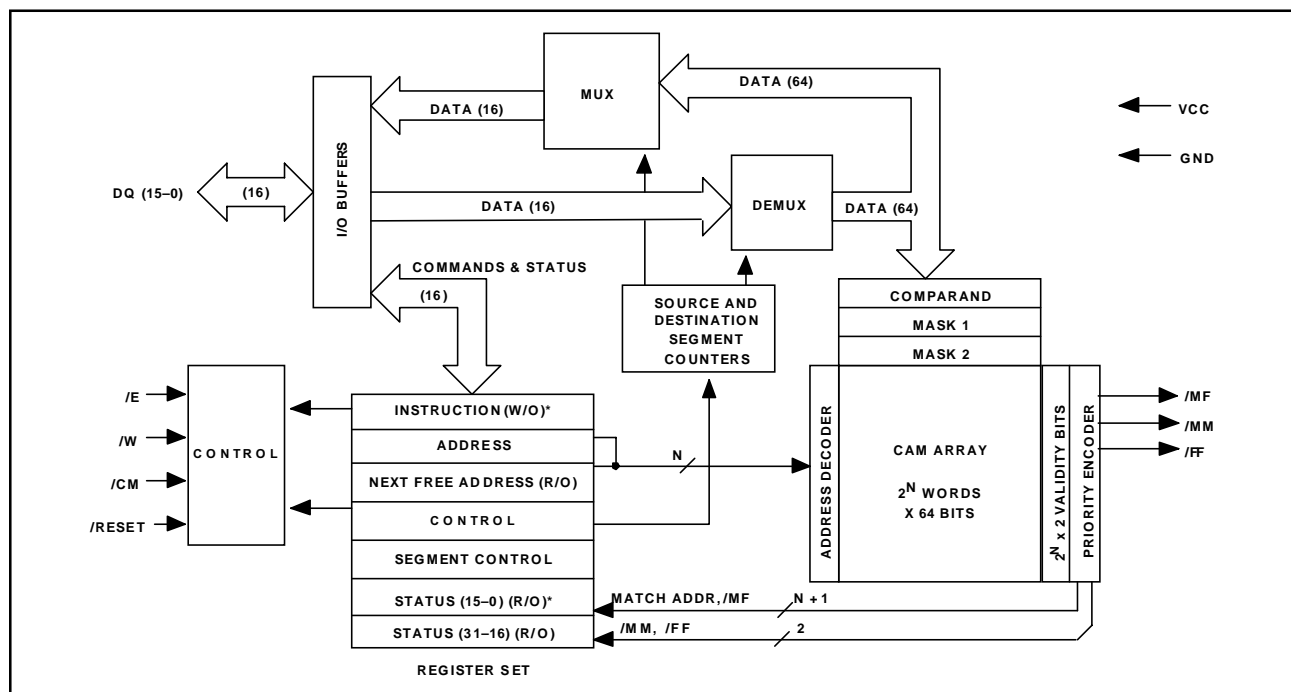 MUX
DATA (64)
DATA (16)
VCC
GND
DQ (15–0)
(16)
I/O BUFFERS
DATA (16)
DEMUX
DATA (64)
COMMANDS & STATUS
(16)
SOURCE AND
DESTINATION
SEGMENT
COUNTERS
COMPARAND
MASK 1
MASK 2
/E
/W
/CM
/RESET
CONTROL
INSTRUCTION (W/O)*
ADDRESS
NEXT FREE ADDRESS (R/O)
CONTROL
SEGMENT CONTROL
STATUS (15–0) (R/O)*
STATUS (31–16) (R/O)
REGISTER SET
N
ADDRESS DECODER
CAM ARRAY
2^N WORDS
X 64 BITS
2^N x 2 VALIDITY BITS
PRIORITY ENCODER
/MF
/MM
/FF
MATCH ADDR, /MF
N + 1
/MM, /FF
2